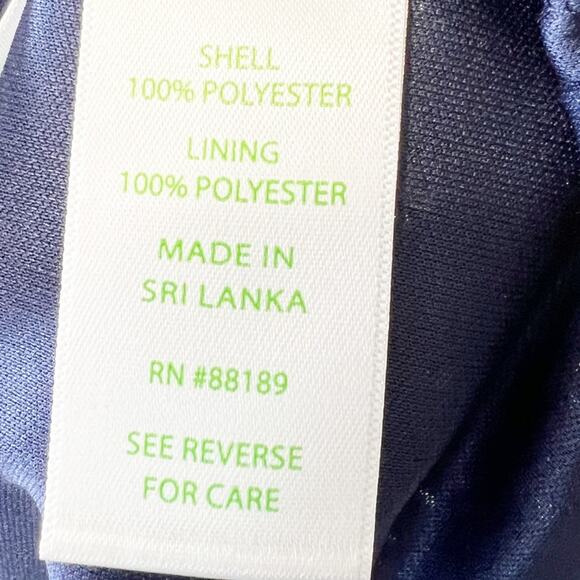 SHELL
100% POLYESTER
LINING
100% POLYESTER
MADE IN
SRI LANKA
RN #88189
SEE REVERSE
FOR CARE